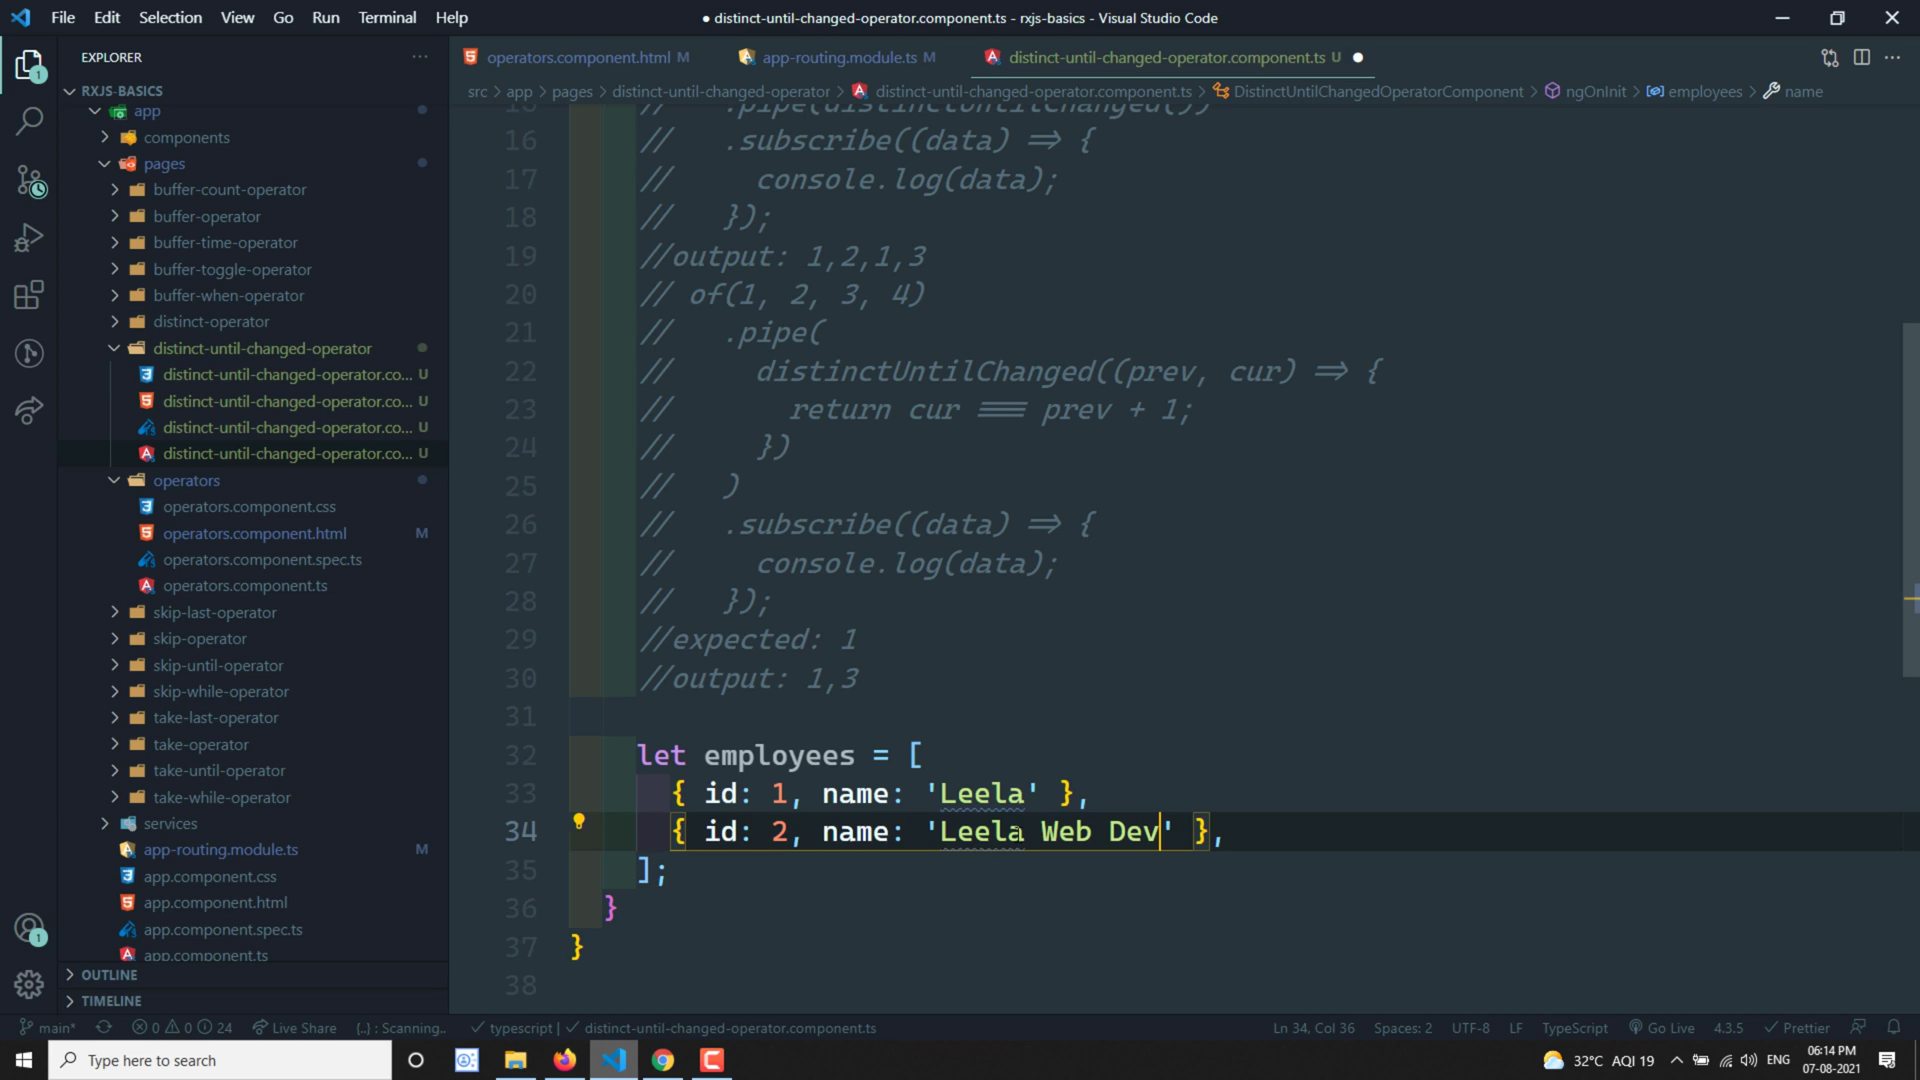 File Edit Selection View Go Run Terminal Help
● distinct-until-changed-operator.component.ts - rxjs-basics - Visual Studio Code
EXPLORER
RXJS-BASICS
app
components
pages
buffer-count-operator
buffer-operator
buffer-time-operator
buffer-toggle-operator
buffer-when-operator
distinct-operator
distinct-until-changed-operator
distinct-until-changed-operator.co... U
distinct-until-changed-operator.co... U
distinct-until-changed-operator.co... U
distinct-until-changed-operator.co... U
operators
operators.component.css
operators.component.html M
operators.component.spec.ts
operators.component.ts
skip-last-operator
skip-operator
skip-until-operator
skip-while-operator
take-last-operator
take-operator
take-until-operator
take-while-operator
services
app-routing.module.ts M
app.component.css
app.component.html
app.component.spec.ts
app.component.ts
OUTLINE
TIMELINE
operators.component.html M
app-routing.module.ts M
distinct-until-changed-operator.component.ts U ●
src > app > pages > distinct-until-changed-operator > distinct-until-changed-operator.component.ts > DistinctUntilChangedOperatorComponent > ngOnInit > employees > name
// .pipe(distinctUntilChanged())
16 // .subscribe((data) => {
17 // console.log(data);
18 // });
19 //output: 1,2,1,3
20 // of(1, 2, 3, 4)
21 // .pipe(
22 // distinctUntilChanged((prev, cur) => {
23 // return cur === prev + 1;
24 // })
25 // )
26 // .subscribe((data) => {
27 // console.log(data);
28 // });
29 //expected: 1
30 //output: 1,3
31
32 let employees = [
33 { id: 1, name: 'Leela' },
34 { id: 2, name: 'Leela Web Dev' },
35 ];
36 }
37 }
38
main* 0 0 24 Live Share {..} : Scanning.. typescript | distinct-until-changed-operator.component.ts
Ln 34, Col 36 Spaces: 2 UTF-8 LF TypeScript Go Live 4.3.5 Prettier
Type here to search
32°C AQI 19 ENG
06:14 PM
07-08-2021